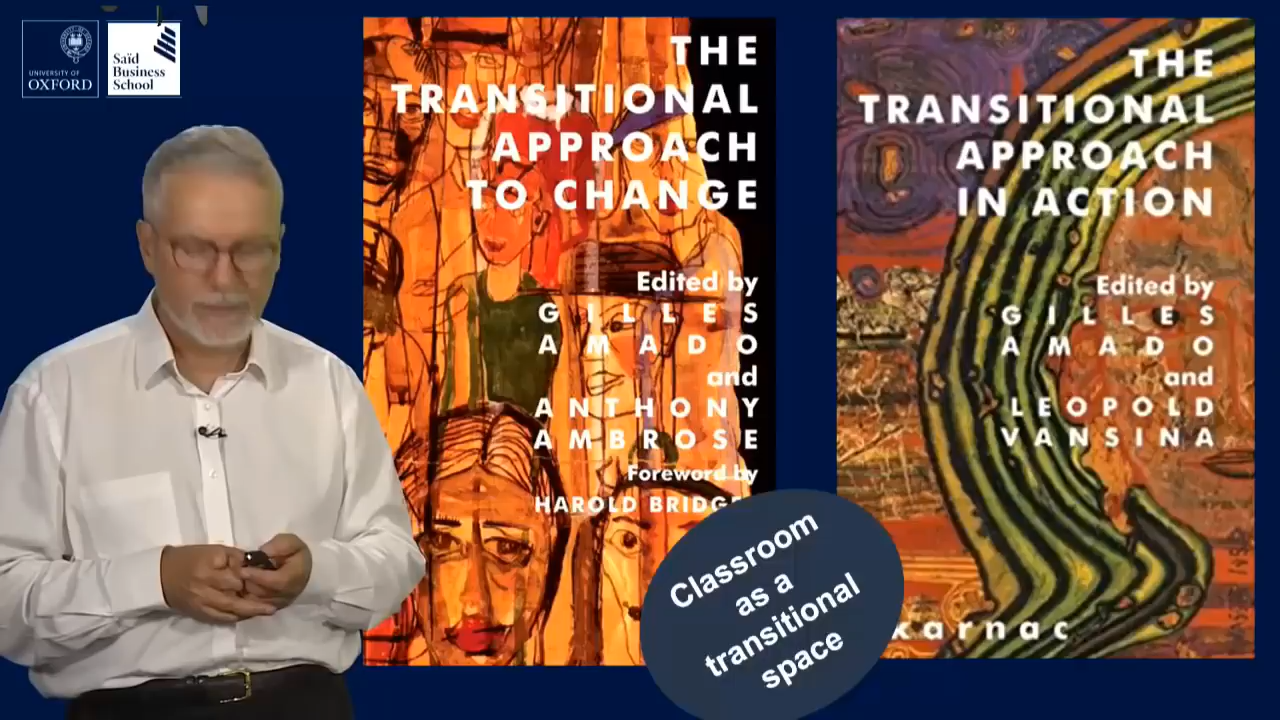 UNIVERSITY OF
OXFORD
Saïd
Business
School
THE
TRANSITIONAL
APPROACH
TO CHANGE
Edited by
GILLES
AMADO
and
ANTHONY
AMBROSE
Foreword by
HAROLD
THE
TRANSITIONAL
APPROACH
IN ACTION
Edited by
GILLES
AMADO
and
LEOPOLD
VANSINA
karnac
Classroom
as a
transitional
space